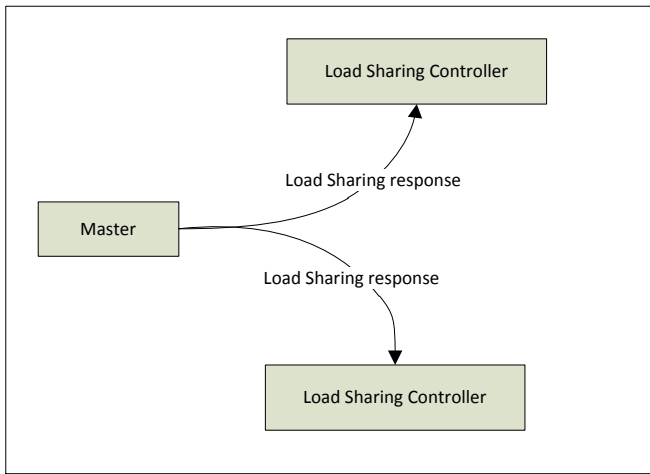 Load Sharing Controller
Load Sharing response
Master
Load Sharing response
Load Sharing Controller